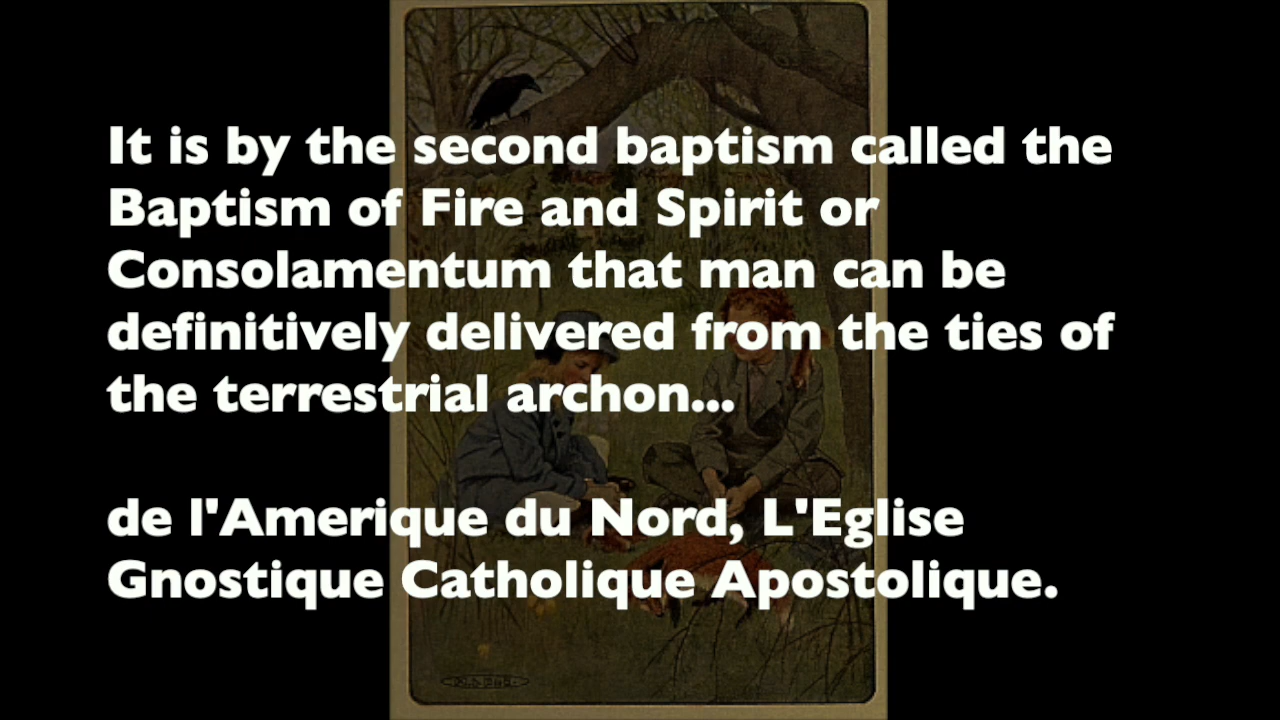 It is by the second baptism called the
Baptism of Fire and Spirit or
Consolamentum that man can be
definitively delivered from the ties of
the terrestrial archon...
de l'Amerique du Nord, L'Eglise
Gnostique Catholique Apostolique.